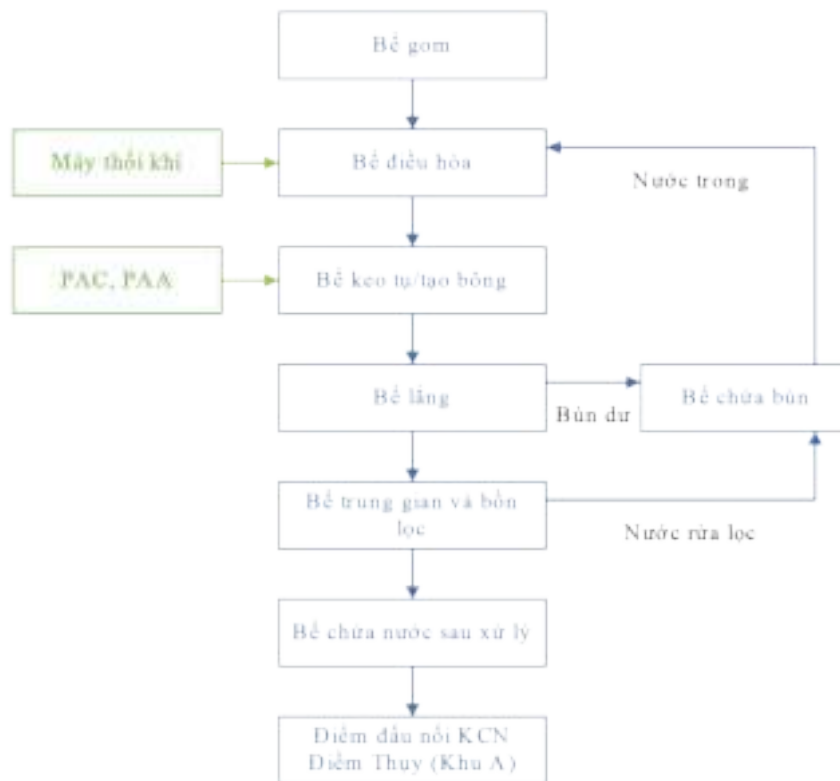 Bể gom
Máy thổi khí
Bể điều hòa
Nước trong
PAC, PAA
Bể keo tụ/tạo bông
Bể lắng
Bùn dư
Bể chứa bùn
Bể trung gian và bồn
lọc
Nước rửa lọc
Bể chứa nước sau xử lý
Điểm đấu nối KCN
Điềm Thụy (Khu A)